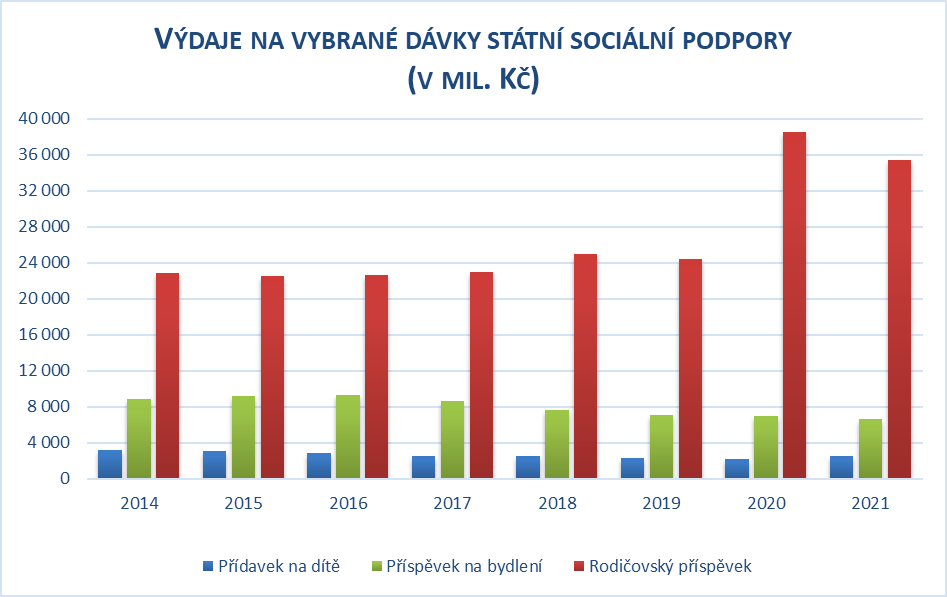 Výdaje na vybrané dávky státní sociální podpory
(v mil. Kč)
40 000
36 000
32 000
28 000
24 000
20 000
16 000
12 000
8 000
4 000
0
2014 2015 2016 2017 2018 2019 2020 2021
Přídavek na dítě Příspěvek na bydlení Rodičovský příspěvek